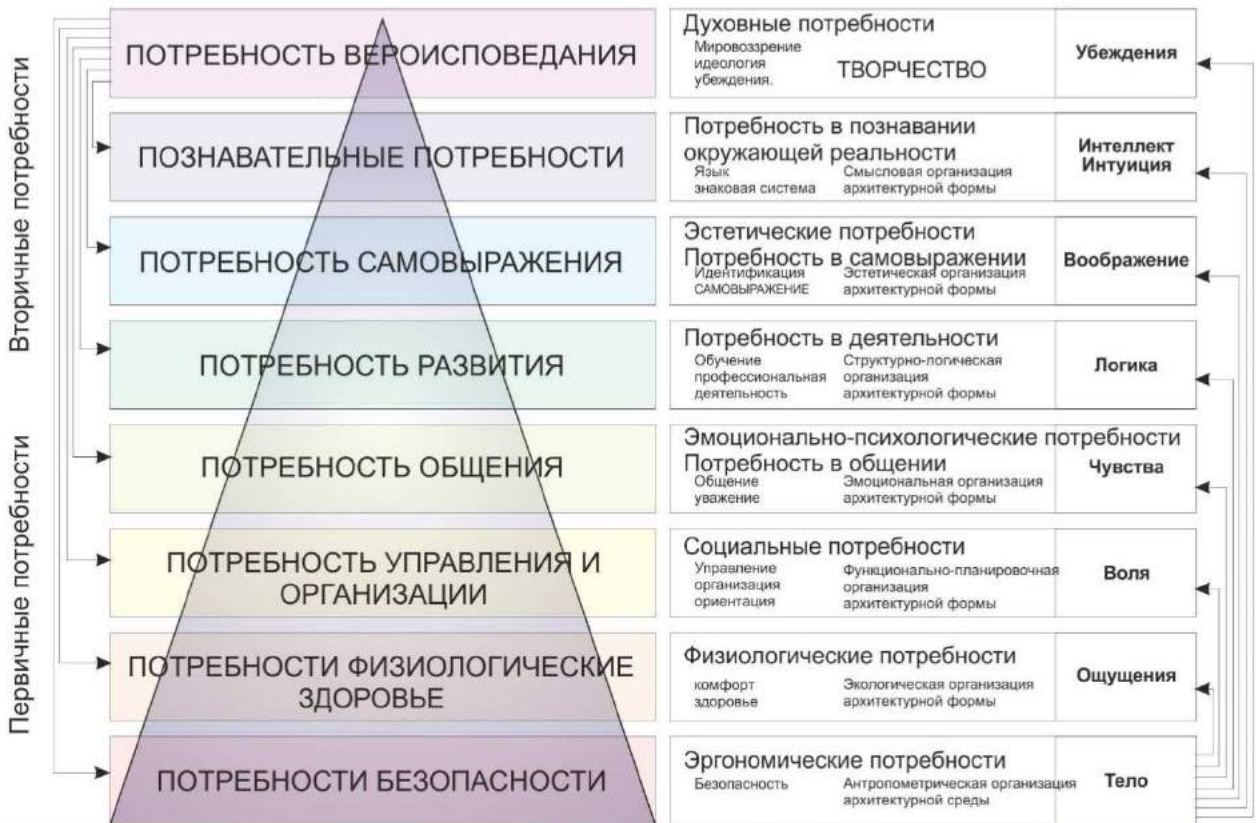 Вторичные потребности
Первичные потребности
ПОТРЕБНОСТЬ ВЕРОИСПОВЕДАНИЯ
Духовные потребности
Мировоззрение
идеология
убеждения.
ТВОРЧЕСТВО
Убеждения
ПОЗНАВАТЕЛЬНЫЕ ПОТРЕБНОСТИ
Потребность в познавании
окружающей реальности
Язык
знаковая система
Смысловая организация
архитектурной формы
Интеллект
Интуиция
ПОТРЕБНОСТЬ САМОВЫРАЖЕНИЯ
Эстетические потребности
Потребность в самовыражении
Идентификация
САМОВЫРАЖЕНИЕ
Эстетическая организация
архитектурной формы
Воображение
ПОТРЕБНОСТЬ РАЗВИТИЯ
Потребность в деятельности
Обучение
профессиональная
деятельность
Структурно-логическая
организация
архитектурной формы
Логика
ПОТРЕБНОСТЬ ОБЩЕНИЯ
Эмоционально-психологические потребности
Потребность в общении
Общение
уважение
Эмоциональная организация
архитектурной формы
Чувства
ПОТРЕБНОСТЬ УПРАВЛЕНИЯ И
ОРГАНИЗАЦИИ
Социальные потребности
Управление
организация
ориентация
Функционально-планировочная
организация
архитектурной формы
Воля
ПОТРЕБНОСТИ ФИЗИОЛОГИЧЕСКИЕ
ЗДОРОВЬЕ
Физиологические потребности
комфорт
здоровье
Экологическая организация
архитектурной формы
Ощущения
ПОТРЕБНОСТИ БЕЗОПАСНОСТИ
Эргономические потребности
Безопасность
Антропометрическая организация
архитектурной среды
Тело